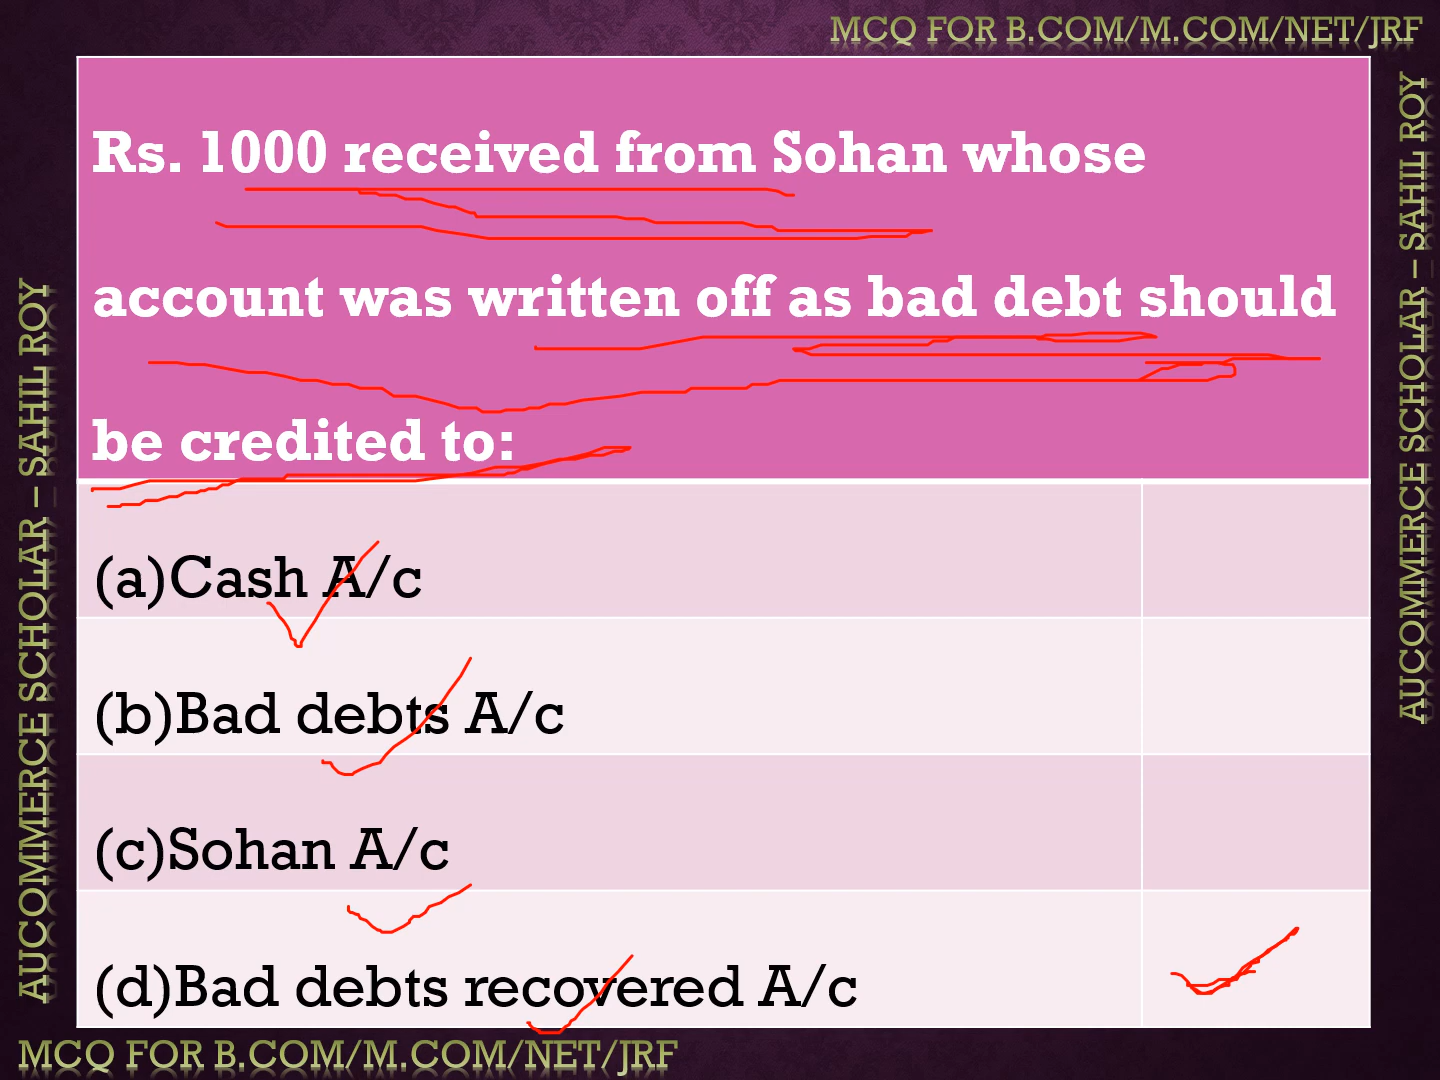 MCQ FOR B.COM/M.COM/NET/JRF
Rs. 1000 received from Sohan whose
account was written off as bad debt should
be credited to:
(a)Cash A/c
(b)Bad debts A/c
(c)Sohan A/c
(d)Bad debts recovered A/c
AUCOMMERCE SCHOLAR – SAHIL ROY
AUCOMMERCE SCHOLAR – SAHIL ROY
MCQ FOR B.COM/M.COM/NET/JRF